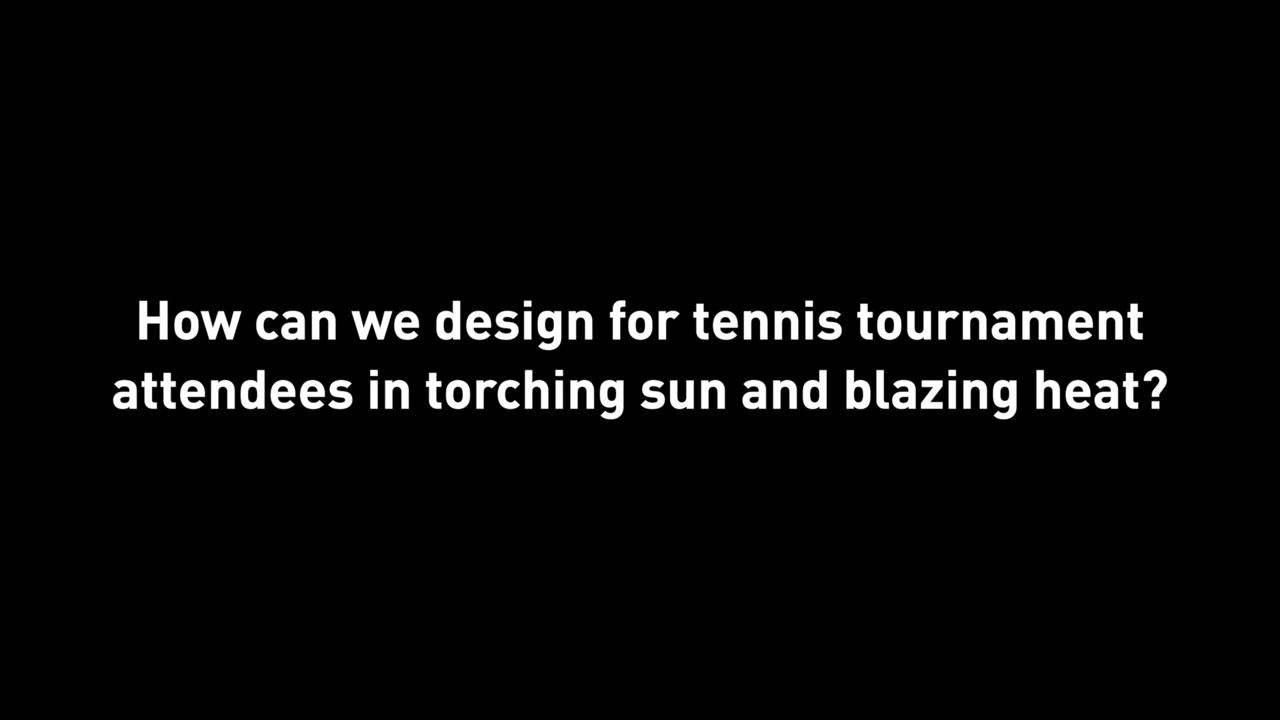 How can we design for tennis tournament
attendees in torching sun and blazing heat?